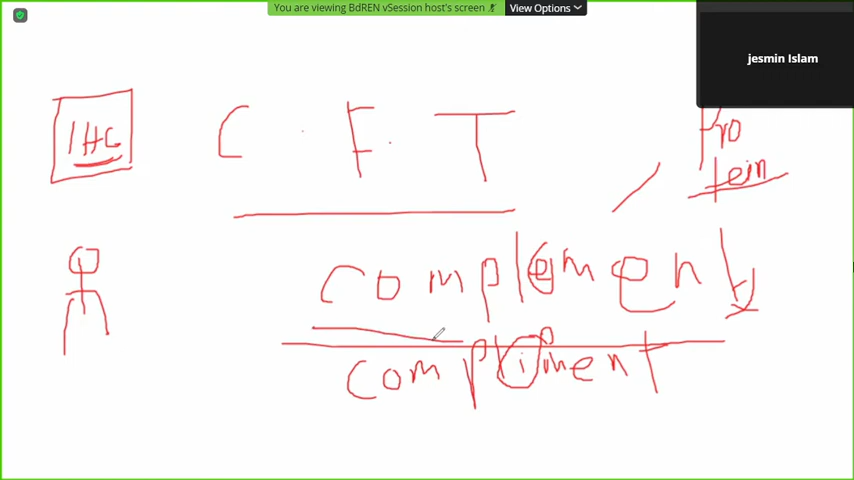 You are viewing BdREN vSession host's screen
View Options
jesmin Islam
IHC
C. F. T
Pro
tein
Complement
Compliment